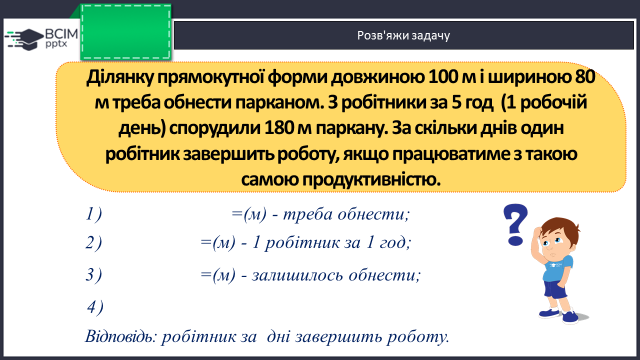 ВСІМ
pptx
Розв'яжи задачу
Ділянку прямокутної форми довжиною 100 м і шириною 80
м треба обнести парканом. 3 робітники за 5 год (1 робочій
день) спорудили 180 м паркану. За скільки днів один
робітник завершить роботу, якщо працюватиме з такою
самою продуктивністю.
1) =(м) - треба обнести;
2) =(м) - 1 робітник за 1 год;
3) =(м) - залишилось обнести;
4)
Відповідь: робітник за дні завершить роботу.
?